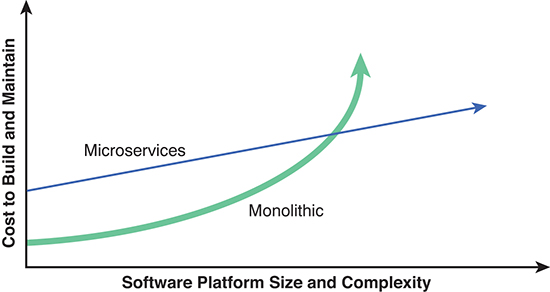 Cost to Build and Maintain
Microservices
Monolithic
Software Platform Size and Complexity